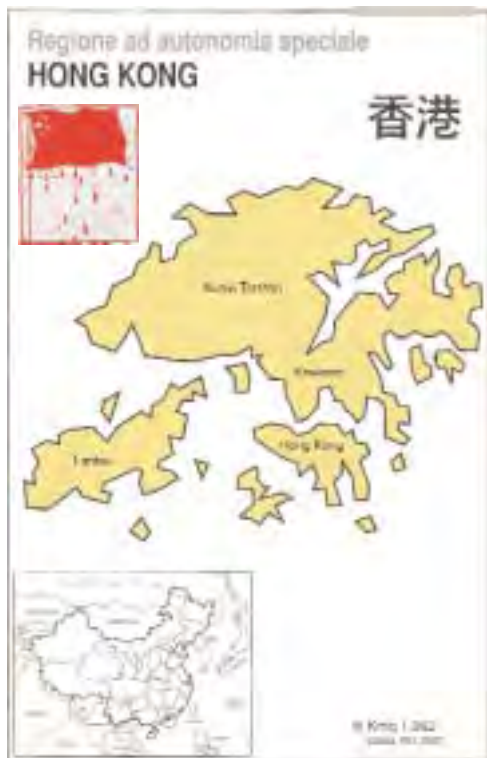 Regione ad autonomia speciale
HONG KONG
香港
Nuovi Territori
Kowloon
Hong Kong
Lantau